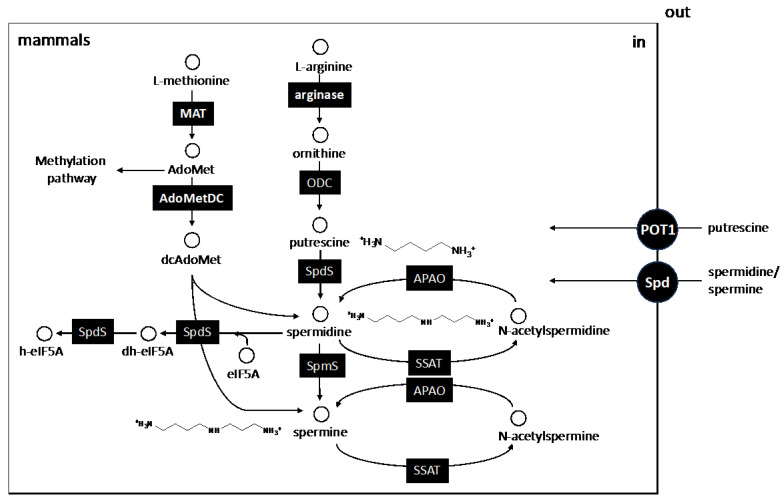 out
mammals
in
L-methionine
L-arginine
MAT
arginase
Methylation
pathway
AdoMet
ornithine
AdoMetDC
ODC
dcAdoMet
putrescine
⁺H₃N
NH₃⁺
POT1
putrescine
SpdS
APAO
Spd
spermidine/
spermine
SpdS
SpdS
spermidine
⁺H₃N
NH
NH₃⁺
N-acetylspermidine
h-eIF5A
dh-eIF5A
eIF5A
SpmS
SSAT
APAO
⁺H₃N
NH
NH₃⁺
spermine
N-acetylspermine
SSAT